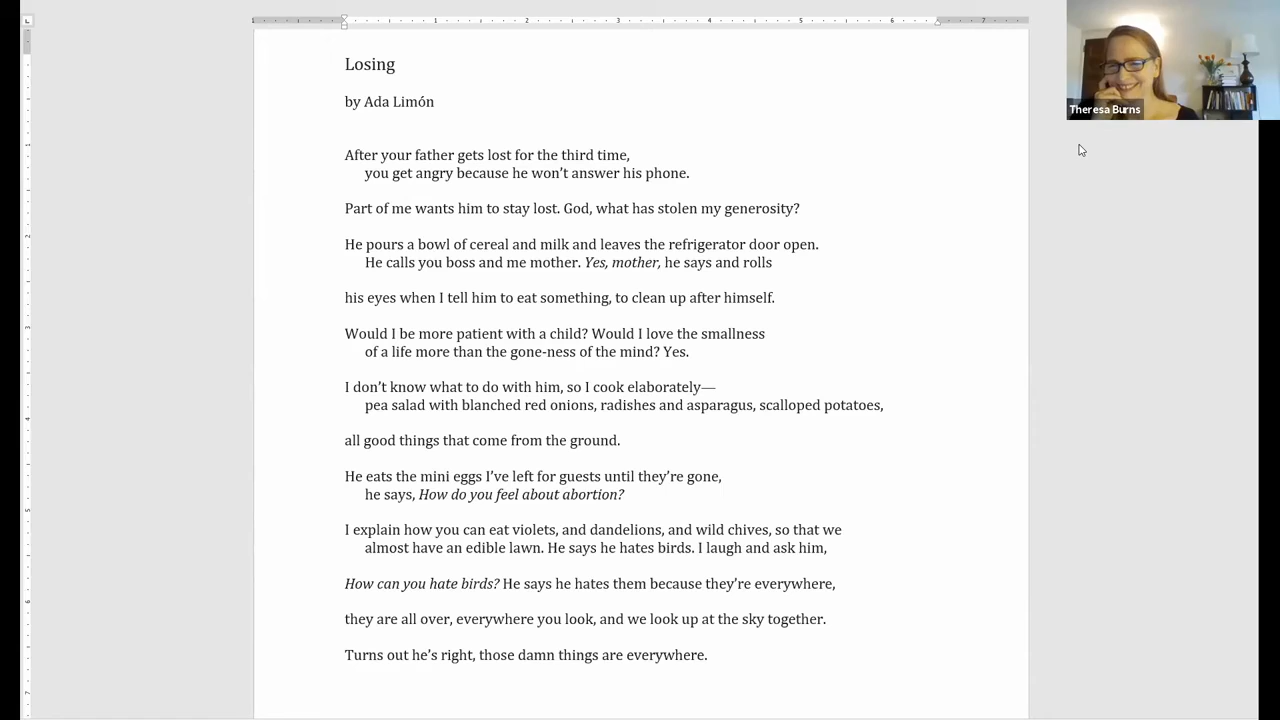 1 1 2 3 4 5 6 7
Losing
by Ada Limón
After your father gets lost for the third time,
you get angry because he won’t answer his phone.
Part of me wants him to stay lost. God, what has stolen my generosity?
He pours a bowl of cereal and milk and leaves the refrigerator door open.
He calls you boss and me mother. Yes, mother, he says and rolls
his eyes when I tell him to eat something, to clean up after himself.
Would I be more patient with a child? Would I love the smallness
of a life more than the gone-ness of the mind? Yes.
I don’t know what to do with him, so I cook elaborately—
pea salad with blanched red onions, radishes and asparagus, scalloped potatoes,
all good things that come from the ground.
He eats the mini eggs I’ve left for guests until they’re gone,
he says, How do you feel about abortion?
I explain how you can eat violets, and dandelions, and wild chives, so that we
almost have an edible lawn. He says he hates birds. I laugh and ask him,
How can you hate birds? He says he hates them because they’re everywhere,
they are all over, everywhere you look, and we look up at the sky together.
Turns out he’s right, those damn things are everywhere.
Theresa Burns